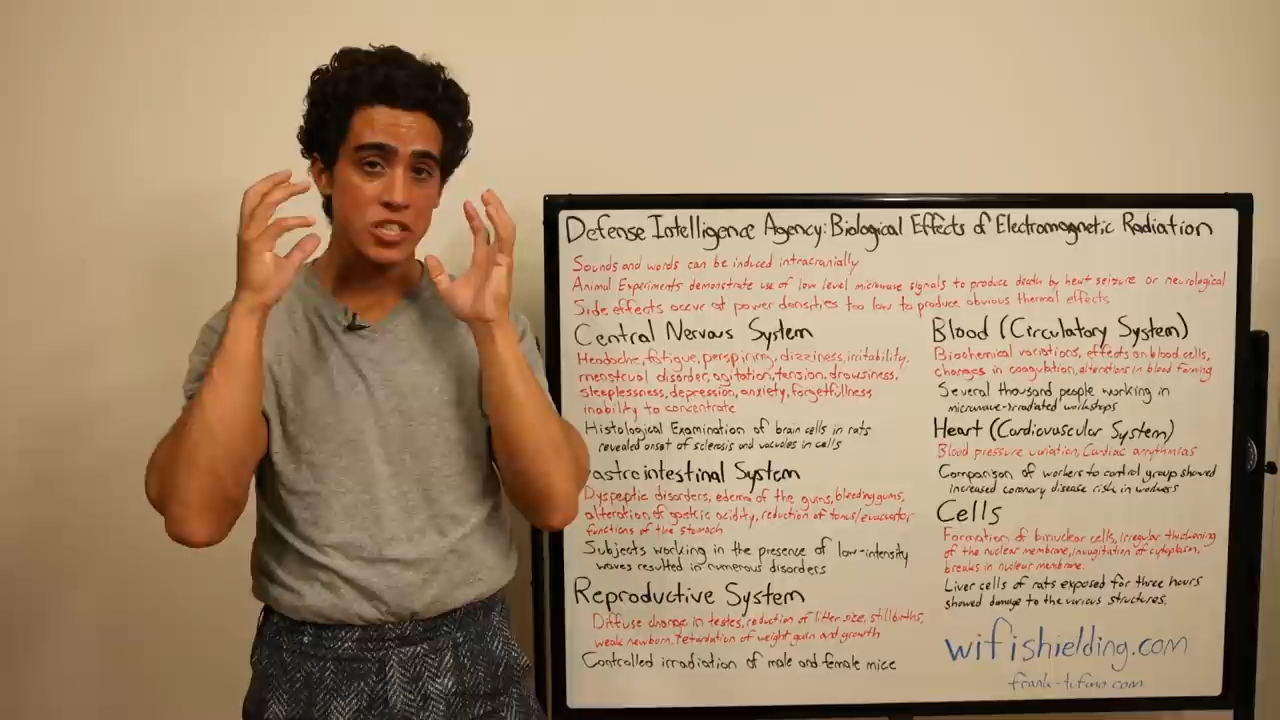 Defense Intelligence Agency: Biological Effects of Electromagnetic Radiation
Sounds and words can be induced intracranially
Animal Experiments demonstrate use of low level microwave signals to produce death by heat seizure or neurological
Side effects occur at power densities too low to produce obvious thermal effects
Central Nervous System
Headache, fatigue, perspiring, dizziness, irritability,
menstrual disorder, agitation, tension, drowsiness,
sleeplessness, depression, anxiety, forgetfullness
inability to concentrate
Histological Examination of brain cells in rats
revealed onset of sclerosis and vacuoles in cells
astrointestinal System
Dyspeptic disorders, edema of the gums, bleeding gums,
alteration of gastric acidity, reduction of tonus/evacuator
functions of the stomach
Subjects working in the presence of low-intensity
waves resulted in numerous disorders
Reproductive System
Diffuse change in testes, reduction of litter size, stillbirths,
weak newborn, retardation of weight gain and growth
Controlled irradiation of male and female mice
Blood (Circulatory System)
Biochemical variations, effects on blood cells,
changes in coagulation, alterations in blood forming
Several thousand people working in
microwave-irradiated workshops
Heart (Cardiovascular System)
Blood pressure variation, Cardiac arrythmias
Comparison of workers to control group showed
increased coronary disease risk in workers
Cells
Formation of binuclear cells, irregular thickening
of the nuclear membrane, invagitation of cytoplasm,
breaks in nuclear membrane.
Liver cells of rats exposed for three hours
showed damage to the various structures.
wifishielding.com
frank-tufano.com